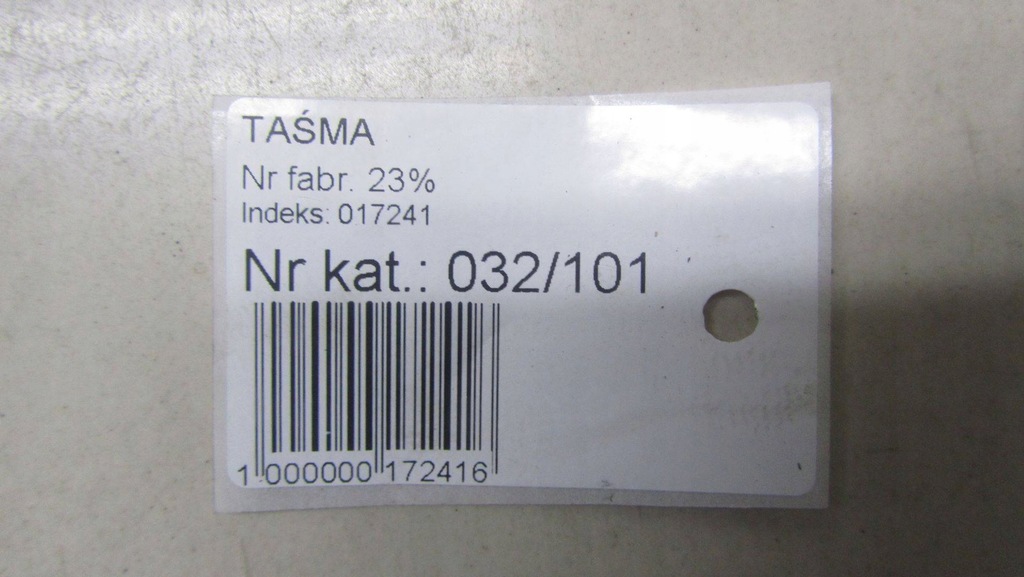 TAŚMA
Nr fabr. 23%
Indeks: 017241
Nr kat.: 032/101
1 000000 172416